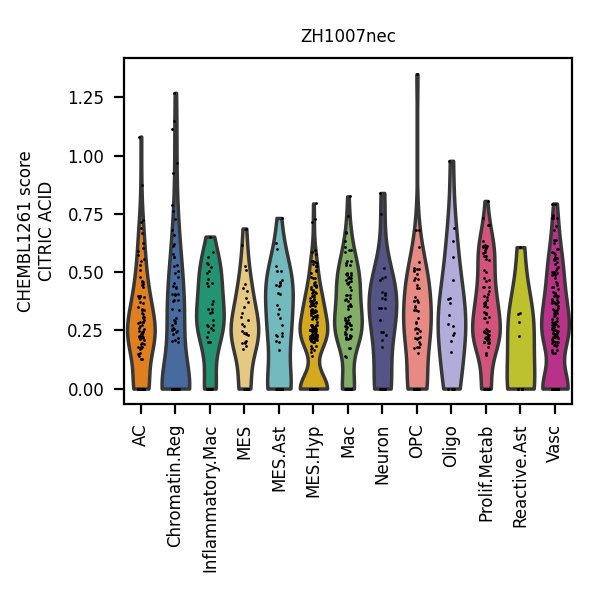 ZH1007nec
CHEMBL1261 score
CITRIC ACID
1.25
1.00
0.75
0.50
0.25
0.00
AC
Chromatin.Reg
Inflammatory.Mac
MES
MES.Ast
MES.Hyp
Mac
Neuron
OPC
Oligo
Prolif.Metab
Reactive.Ast
Vasc